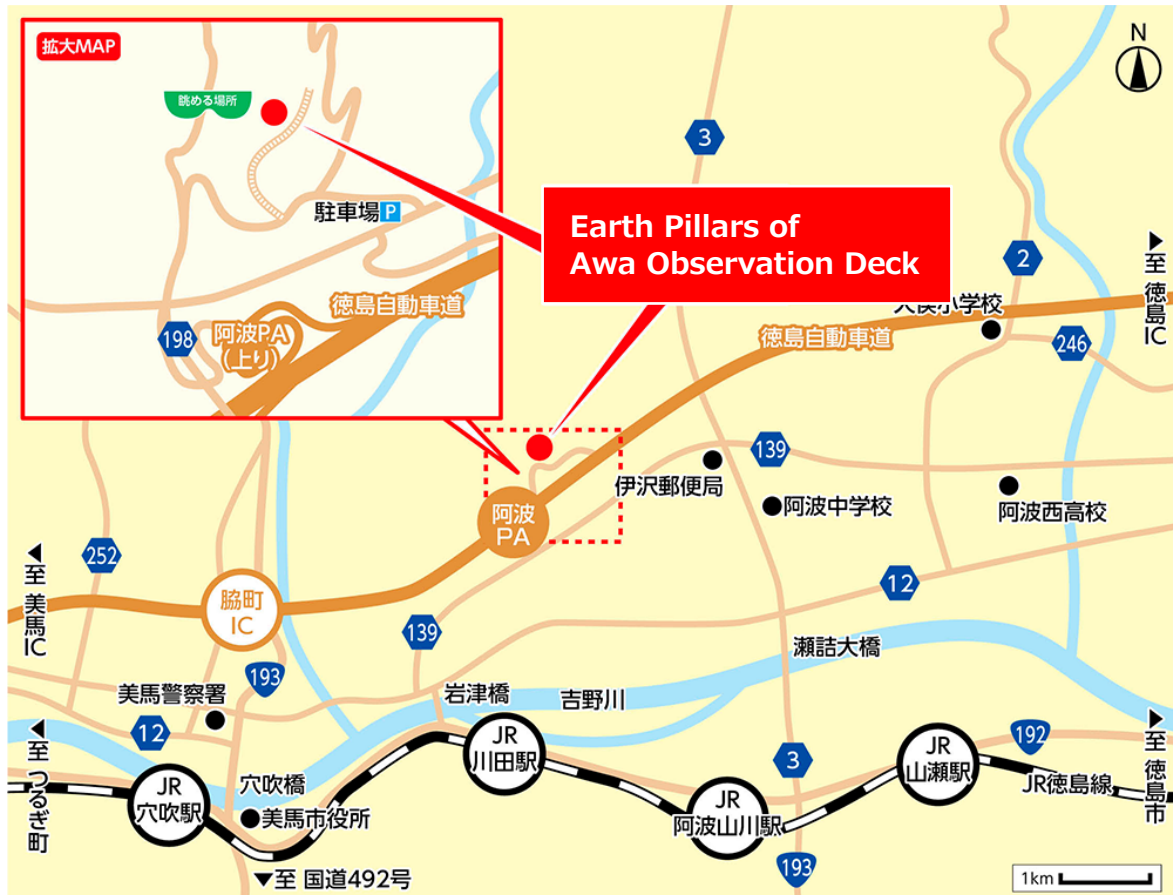 拡大MAP
眺める場所
駐車場 P
徳島自動車道
198
阿波PA
(上り)
N
3
Earth Pillars of
Awa Observation Deck
2
至 徳島IC
大俣小学校
246
徳島自動車道
139
伊沢郵便局
阿波中学校
阿波西高校
阿波
PA
252
至 美馬IC
脇町
IC
12
139
193
瀬詰大橋
美馬警察署
岩津橋
吉野川
12
至 つるぎ町
JR
川田駅
3
JR
山瀬駅
192
至 徳島市
JR
穴吹駅
穴吹橋
美馬市役所
JR
阿波山川駅
JR徳島線
193
至 国道492号
1km